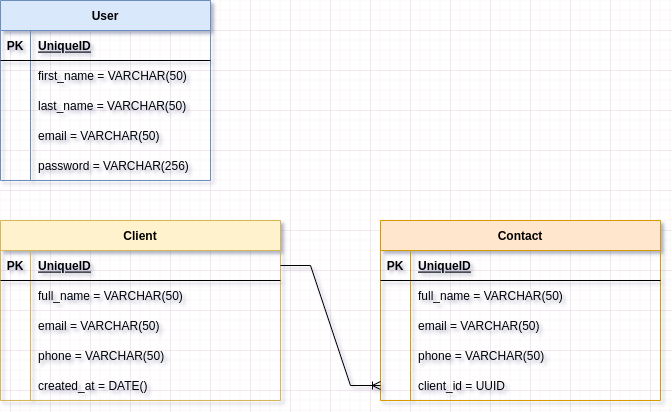 User
PK UniqueID
first_name = VARCHAR(50)
last_name = VARCHAR(50)
email = VARCHAR(50)
password = VARCHAR(256)
Client
PK UniqueID
full_name = VARCHAR(50)
email = VARCHAR(50)
phone = VARCHAR(50)
created_at = DATE()
Contact
PK UniqueID
full_name = VARCHAR(50)
email = VARCHAR(50)
phone = VARCHAR(50)
client_id = UUID